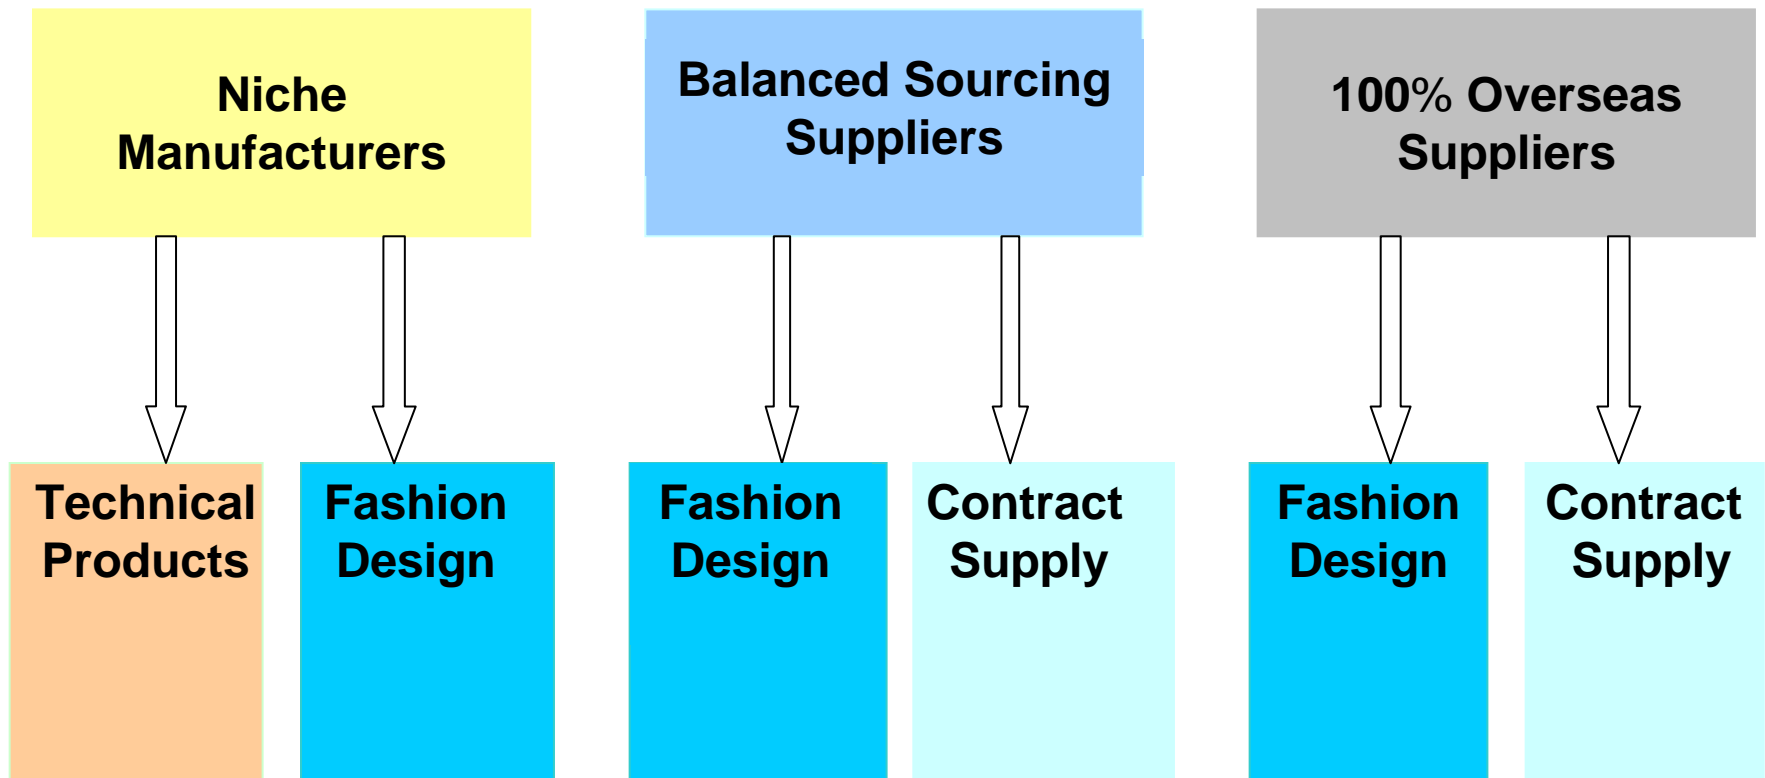 Niche
Manufacturers
Balanced Sourcing
Suppliers
100% Overseas
Suppliers
Technical
Products
Fashion
Design
Fashion
Design
Contract
Supply
Fashion
Design
Contract
Supply